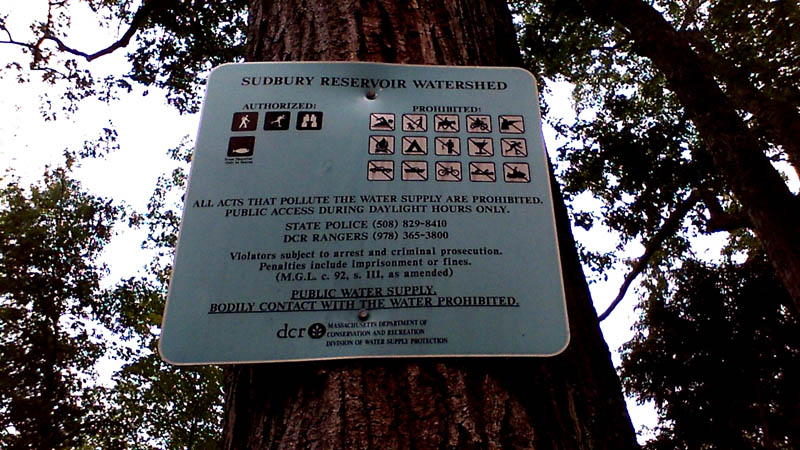 SUDBURY RESERVOIR WATERSHED
AUTHORIZED: PROHIBITED:
ALL ACTS THAT POLLUTE THE WATER SUPPLY ARE PROHIBITED.
PUBLIC ACCESS DURING DAYLIGHT HOURS ONLY.
STATE POLICE (508) 829-8410
DCR RANGERS (978) 365-3800
Violators subject to arrest and criminal prosecution.
Penalties include imprisonment or fines.
(M.G.L. c. 92, s. III, as amended)
PUBLIC WATER SUPPLY.
BODILY CONTACT WITH THE WATER PROHIBITED.
dcr MASSACHUSETTS DEPARTMENT OF
CONSERVATION AND RECREATION
DIVISION OF WATER SUPPLY PROTECTION